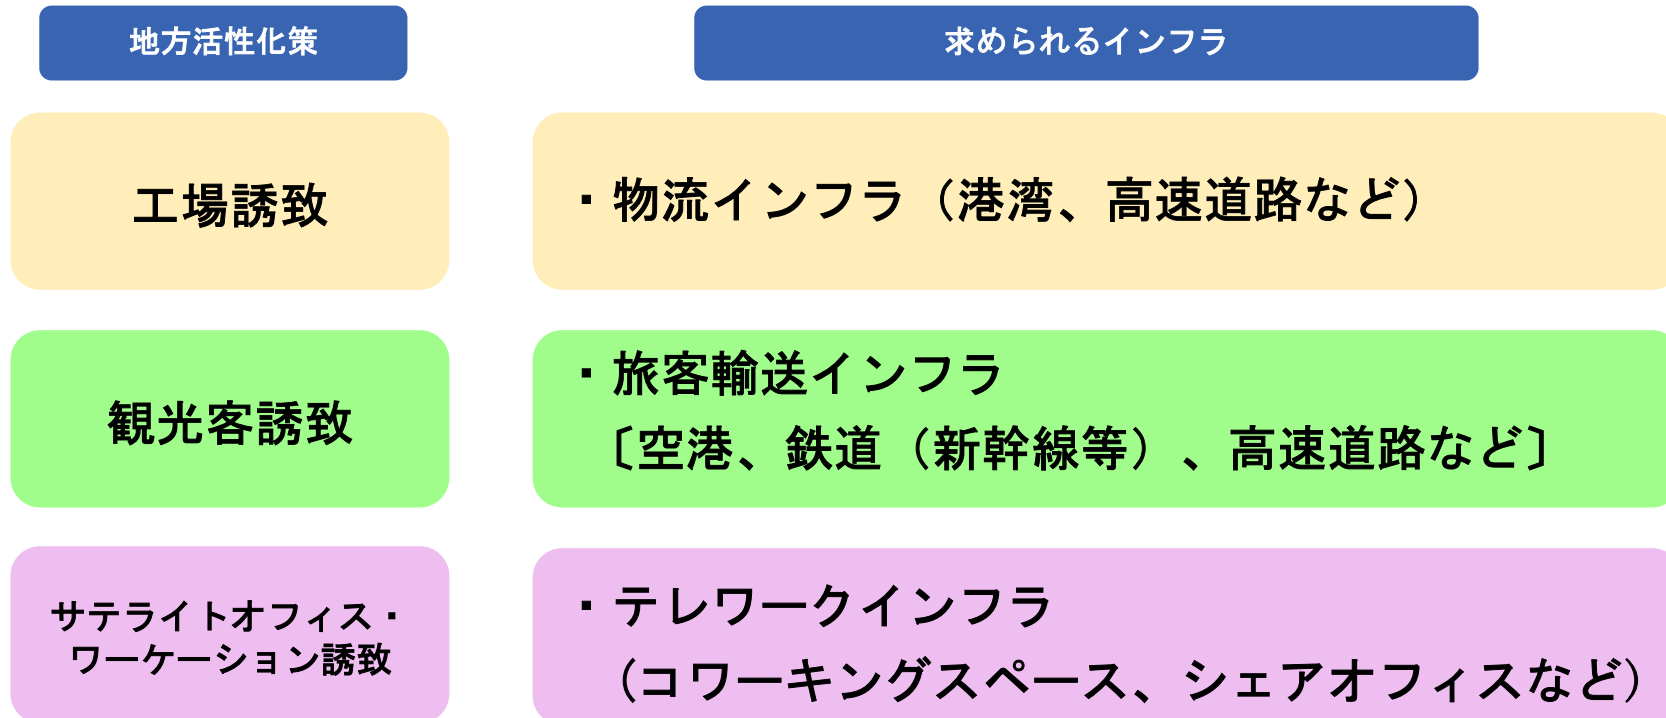 地方活性化策
求められるインフラ
工場誘致
・物流インフラ（港湾、高速道路など）
観光客誘致
・旅客輸送インフラ
〔空港、鉄道（新幹線等）、高速道路など〕
サテライトオフィス・
ワーケーション誘致
・テレワークインフラ
（コワーキングスペース、シェアオフィスなど）